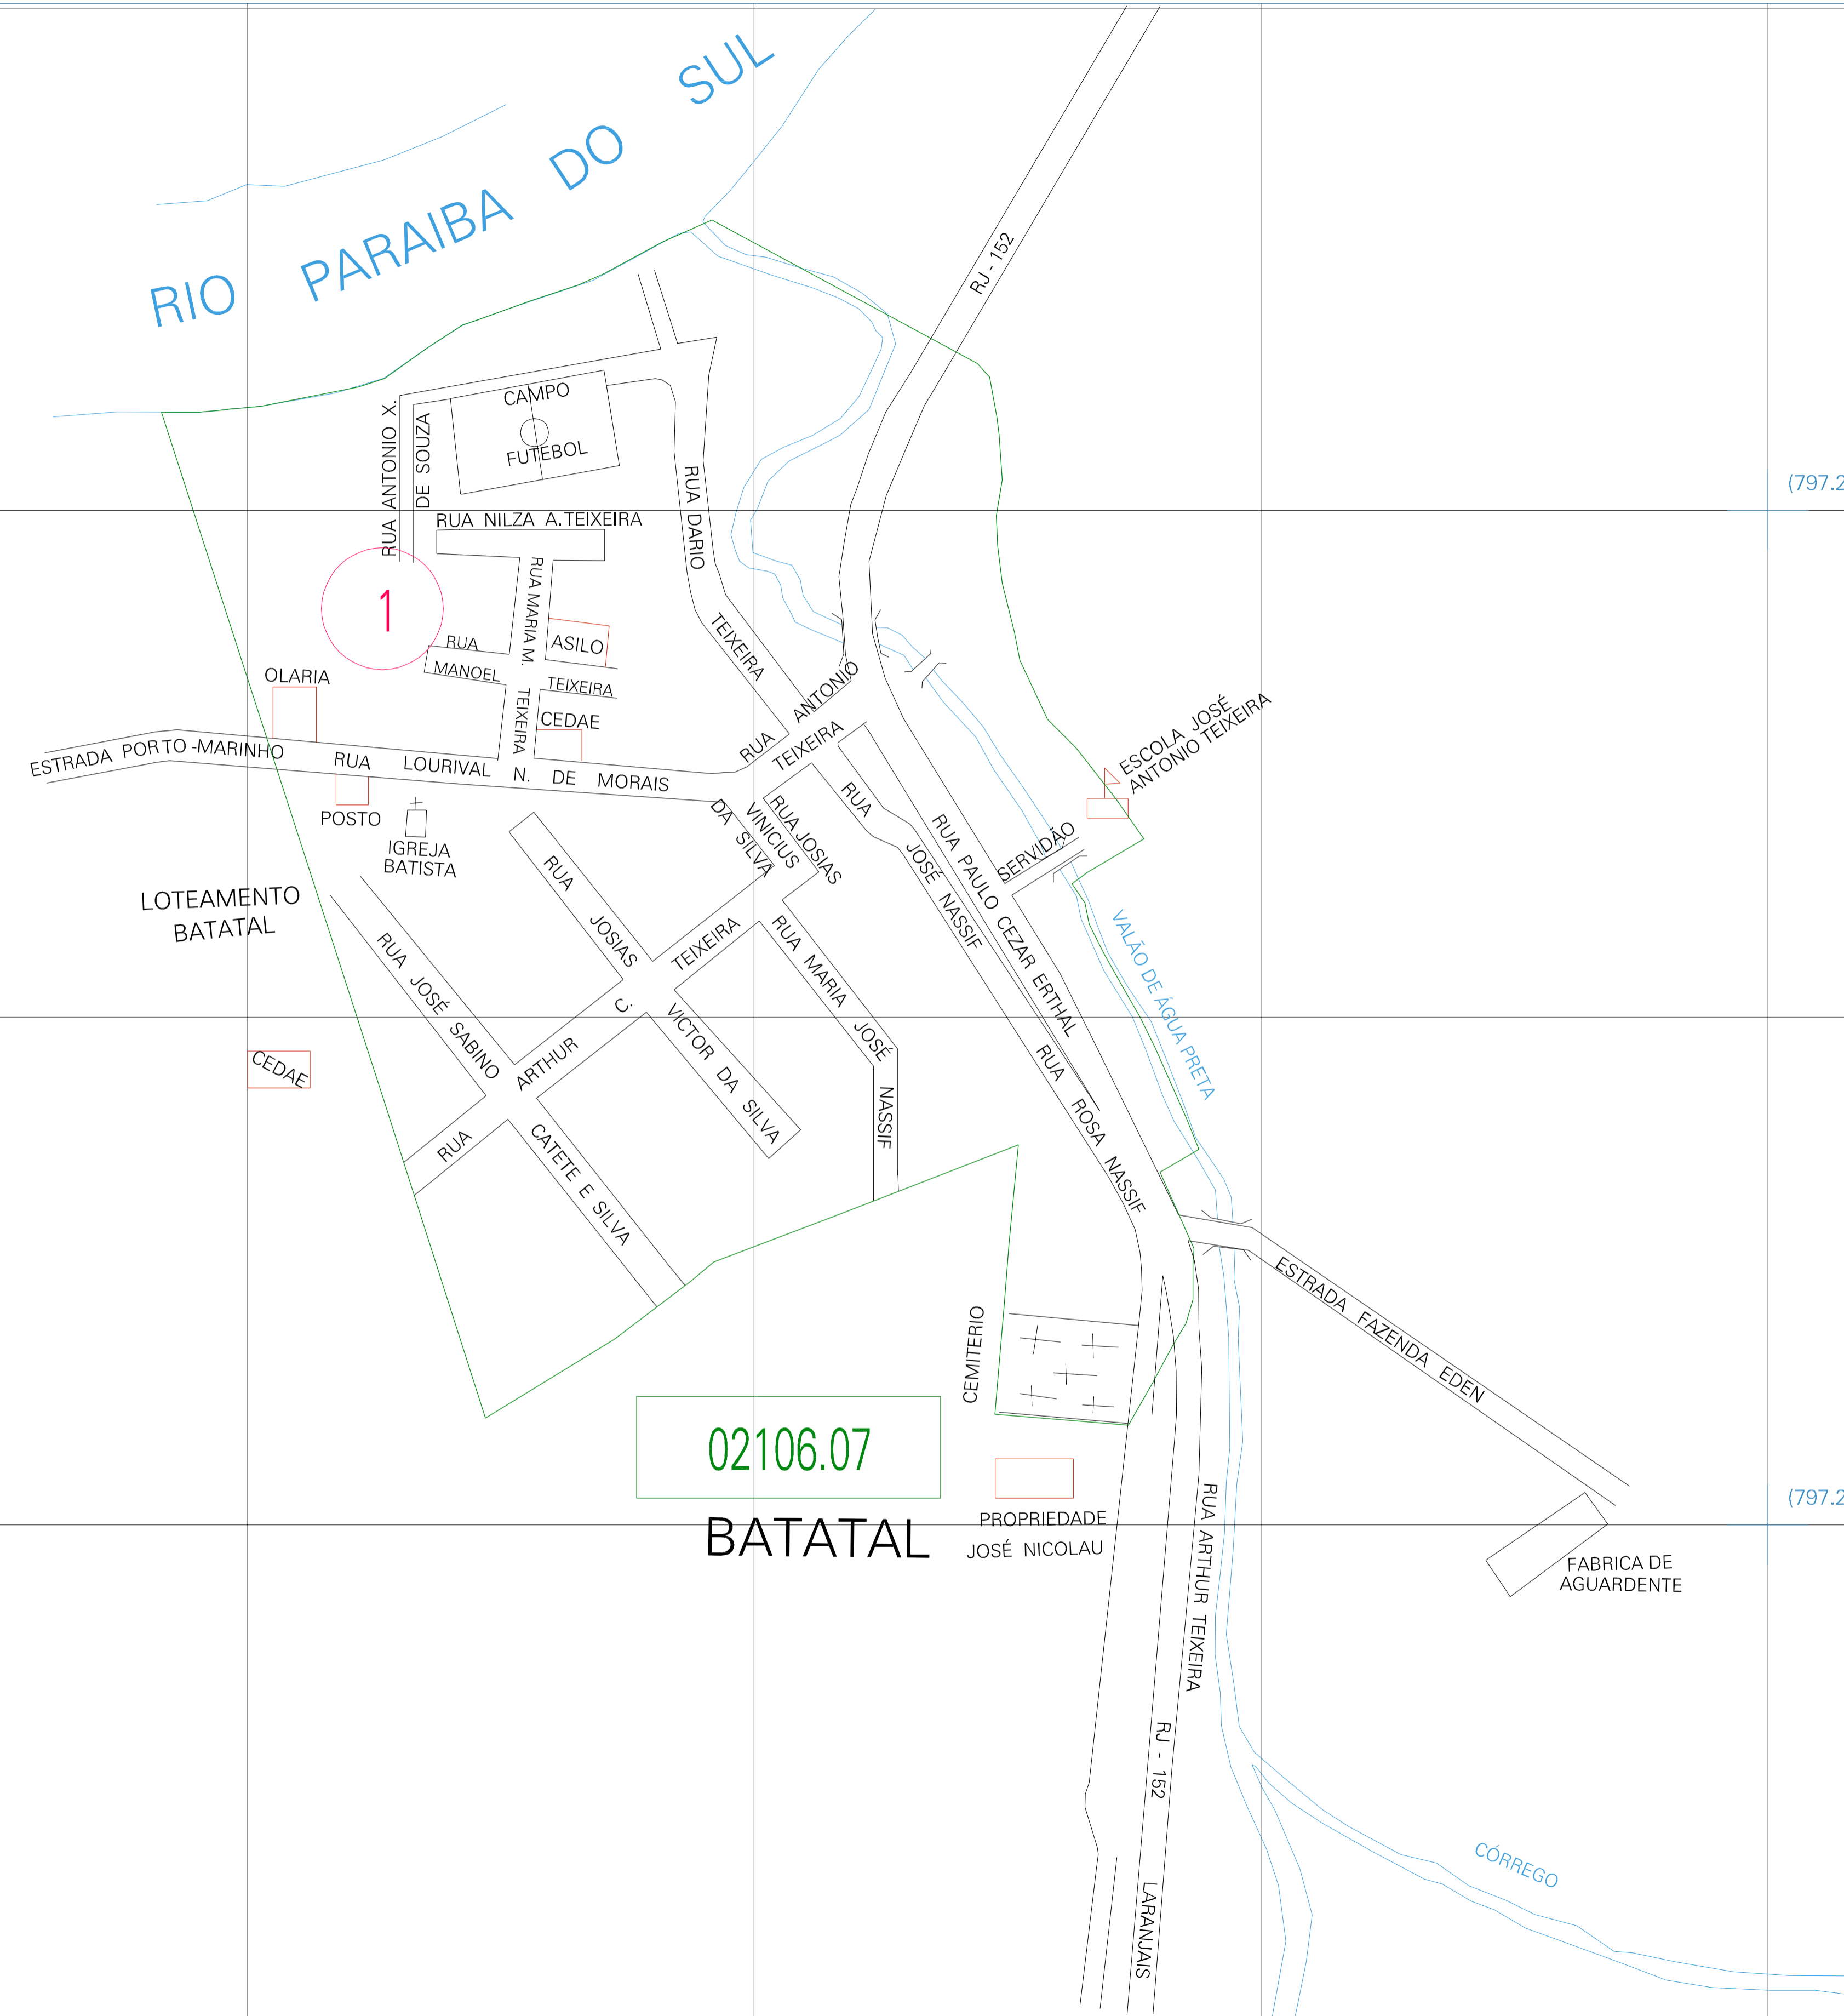 RIO PARAIBA DO SUL
RJ - 152
CAMPO
FUTEBOL
RUA ANTONIO X.
DE SOUZA
(797.2
RUA DARIO
TEIXEIRA
RUA NILZA A. TEIXEIRA
1
RUA MARIA M. TEIXEIRA
ASILO
RUA
MANOEL
TEIXEIRA
OLARIA
CEDAE
RUA ANTONIO
TEIXEIRA
ESCOLA JOSÉ
ANTONIO TEIXEIRA
ESTRADA PORTO -MARINHO
RUA LOURIVAL N. DE MORAIS
POSTO
IGREJA
BATISTA
RUA JOSIAS
VINICIUS
DA SILVA
RUA
JOSÉ NASSIF
RUA PAULO CEZAR ERTHAL
SERVIDÃO
LOTEAMENTO
BATATAL
RUA JOSIAS
VICTOR DA SILVA
RUA ARTHUR C. TEIXEIRA
RUA MARIA JOSÉ NASSIF
RUA JOSÉ SABINO
CATETE E SILVA
VALÃO DE ÁGUA PRETA
CEDAE
RUA ROSA NASSIF
ESTRADA FAZENDA EDEN
CEMITERIO
02106.07
BATATAL
PROPRIEDADE
JOSÉ NICOLAU
(797.2
RUA ARTHUR TEIXEIRA
FABRICA DE
AGUARDENTE
RJ - 152
CÓRREGO
LARANJAIS